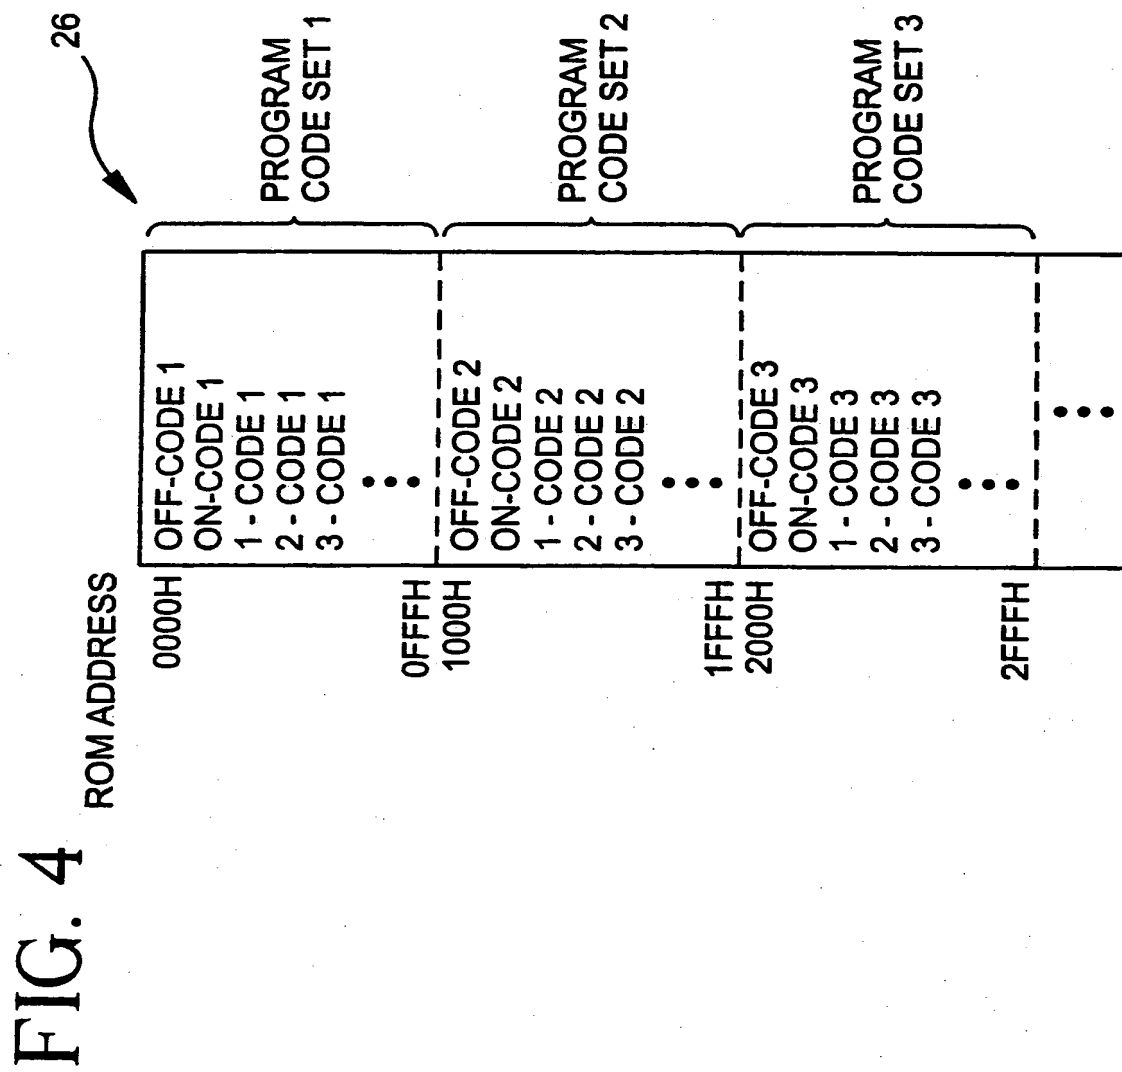 FIG. 4
26
ROM ADDRESS
0000H
OFF-CODE 1
ON-CODE 1
1 - CODE 1
2 - CODE 1
3 - CODE 1
0FFFH
PROGRAM
CODE SET 1
1000H
OFF-CODE 2
ON-CODE 2
1 - CODE 2
2 - CODE 2
3 - CODE 2
1FFFH
PROGRAM
CODE SET 2
2000H
OFF-CODE 3
ON-CODE 3
1 - CODE 3
2 - CODE 3
3 - CODE 3
2FFFH
PROGRAM
CODE SET 3